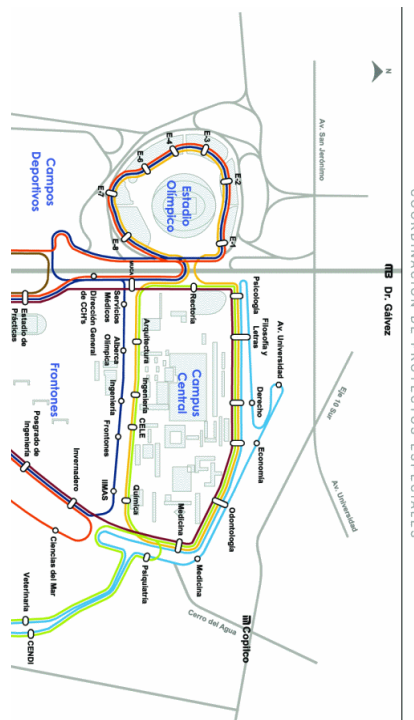 COORDINACIÓN DE PROYECTOS ESPECIALES
N
Av. San Jerónimo
Dr. Gálvez
Eje 10 Sur
Av. Universidad
Copilco
Cerro del Agua
E-3
E-4
E-2
E-6
Estadio
Olímpico
E-7
E-8
E-1
Campos
Deportivos
MUCA
Rectoría
Psicología
Filosofía y
Letras
Av. Universidad
Derecho
Economía
Odontología
Medicina
Medicina
Psiquiatría
Campus
Central
Arquitectura
Ingeniería
CELE
Química
Servicios
Médicos
Dirección General
de CCH's
Alberca
Olímpica
Ingeniería
Frontones
IIMAS
Estadio de
Prácticas
Frontones
Posgrado de
Ingeniería
Invernadero
Ciencias del Mar
Veterinaria
CENDI